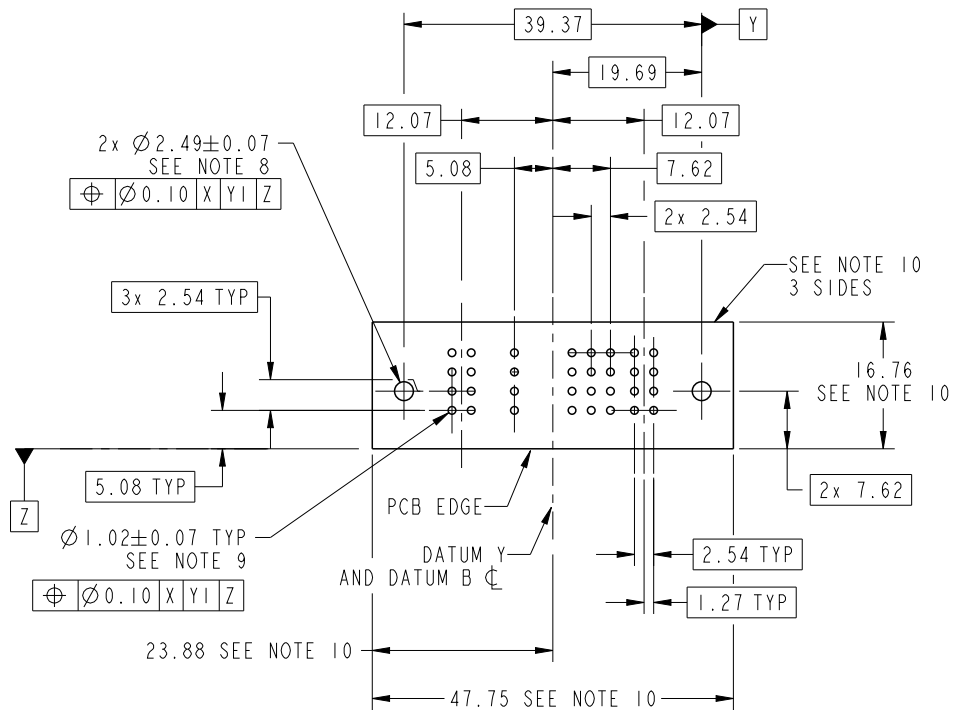 39.37
Y
19.69
12.07
12.07
2x Ø2.49±0.07
SEE NOTE 8
⌖ Ø0.10 X Y1 Z
5.08
7.62
2x 2.54
SEE NOTE 10
3 SIDES
3x 2.54 TYP
16.76
SEE NOTE 10
5.08 TYP
2x 7.62
Z
PCB EDGE
Ø1.02±0.07 TYP
SEE NOTE 9
⌖ Ø0.10 X Y1 Z
DATUM Y
AND DATUM B ℄
2.54 TYP
1.27 TYP
23.88 SEE NOTE 10
47.75 SEE NOTE 10